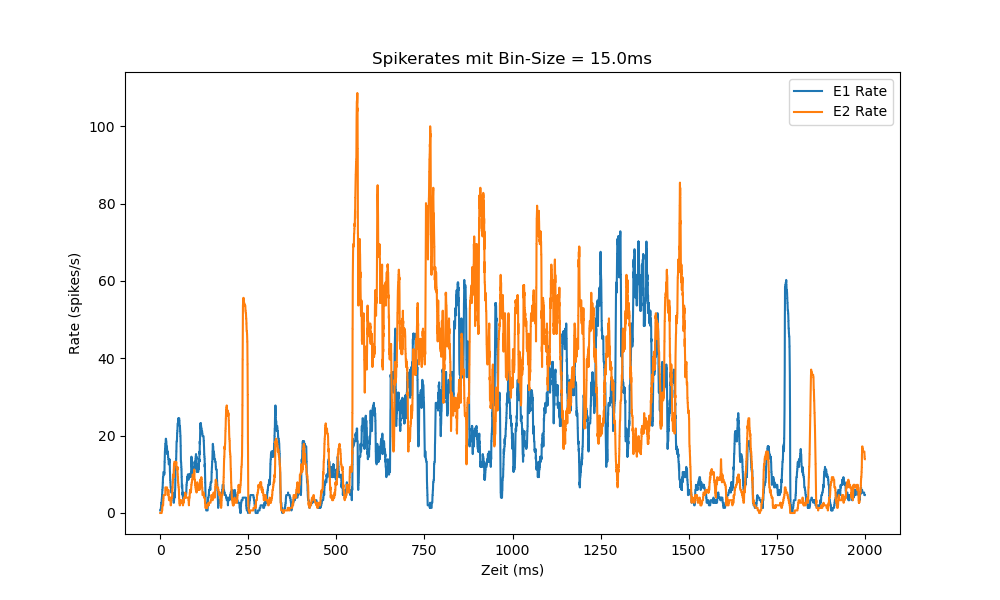 Spikerates mit Bin-Size = 15.0ms
E1 Rate
E2 Rate
Rate (spikes/s)
100
80
60
40
20
0
0 250 500 750 1000 1250 1500 1750 2000
Zeit (ms)